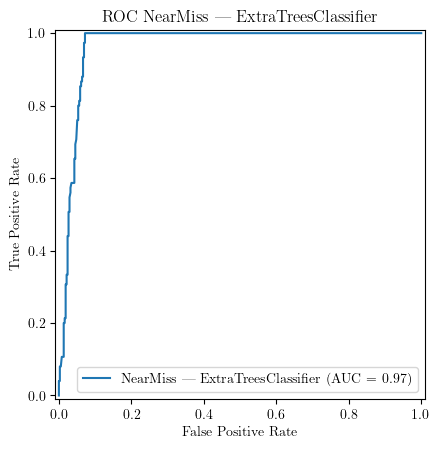 ROC NearMiss — ExtraTreesClassifier
1.0
0.8
0.6
0.4
0.2
0.0
True Positive Rate
NearMiss — ExtraTreesClassifier (AUC = 0.97)
0.0 0.2 0.4 0.6 0.8 1.0
False Positive Rate